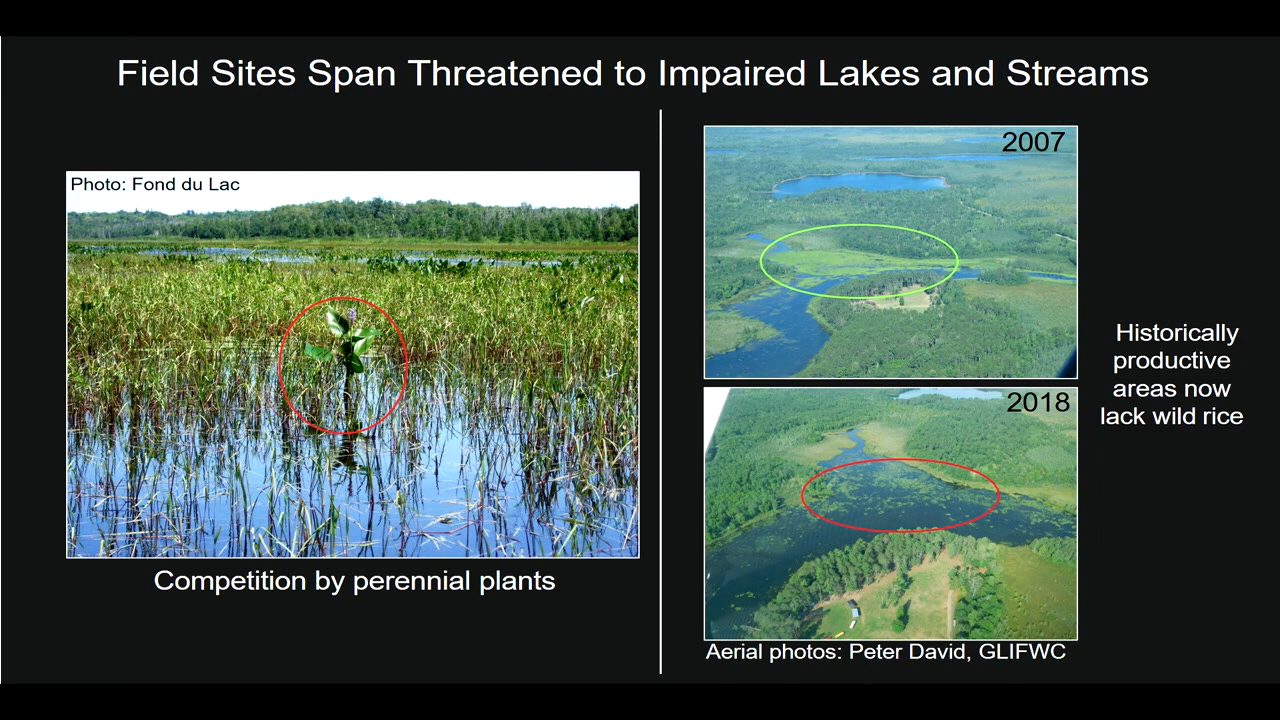 Field Sites Span Threatened to Impaired Lakes and Streams
Photo: Fond du Lac
Competition by perennial plants
2007
2018
Historically
productive
areas now
lack wild rice
Aerial photos: Peter David, GLIFWC